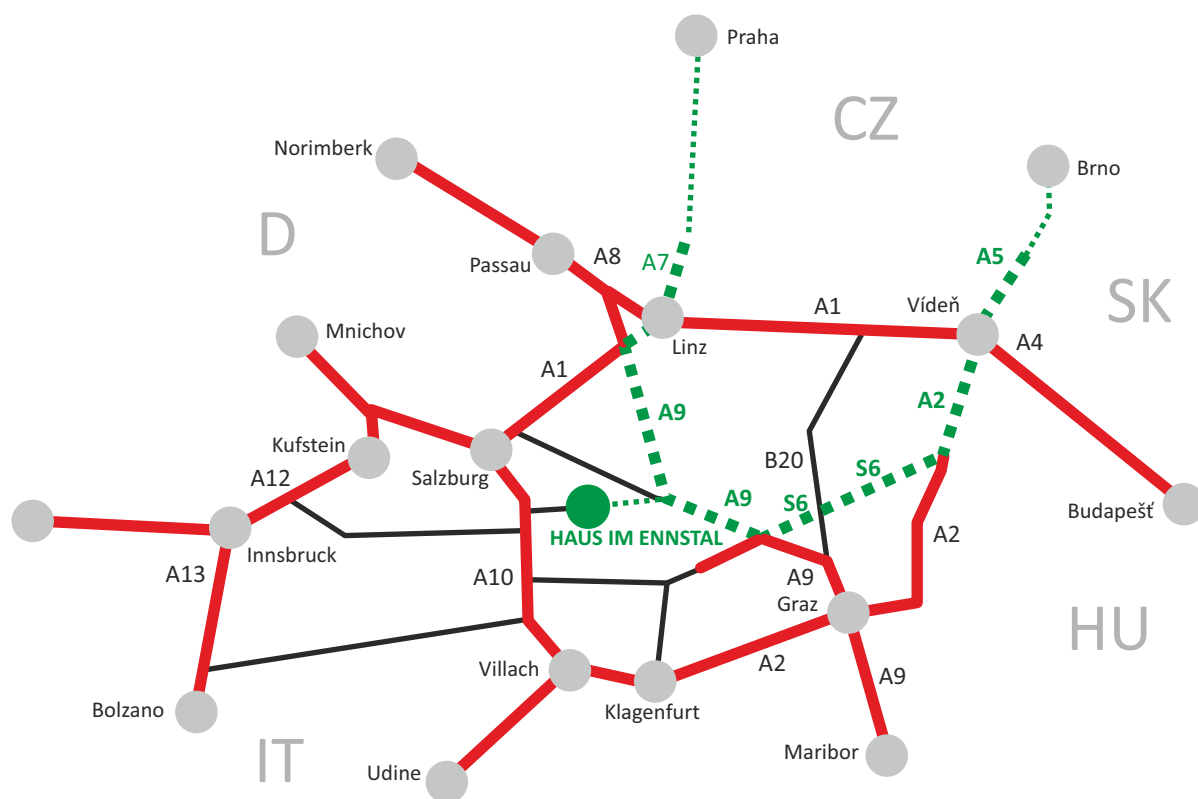 Praha
CZ
Norimberk
Brno
D
A8
A7
A5
Passau
SK
Vídeň
A1
Mnichov
Linz
A4
A1
A9
A2
Kufstein
B20
S6
A12
Salzburg
S6
A9
Budapešť
HAUS IM ENNSTAL
A2
Innsbruck
A13
A10
A9
Graz
HU
Villach
A2
A9
Bolzano
Klagenfurt
IT
Udine
Maribor